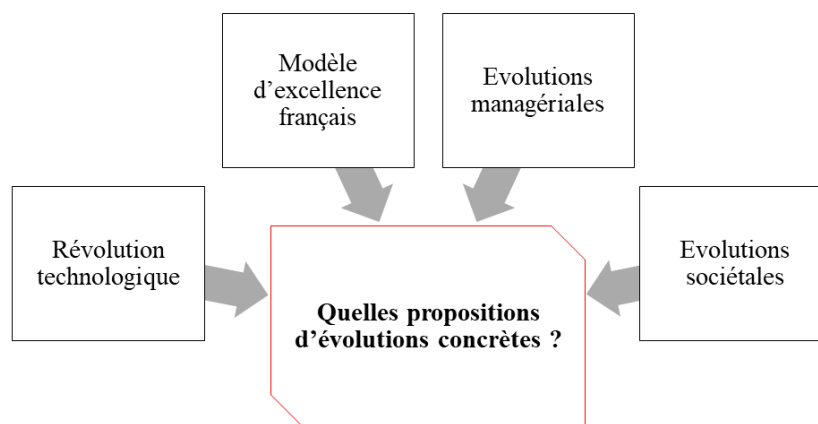 Modèle
d’excellence
français
Evolutions
managériales
Révolution
technologique
Evolutions
sociétales
Quelles propositions
d’évolutions concrètes ?